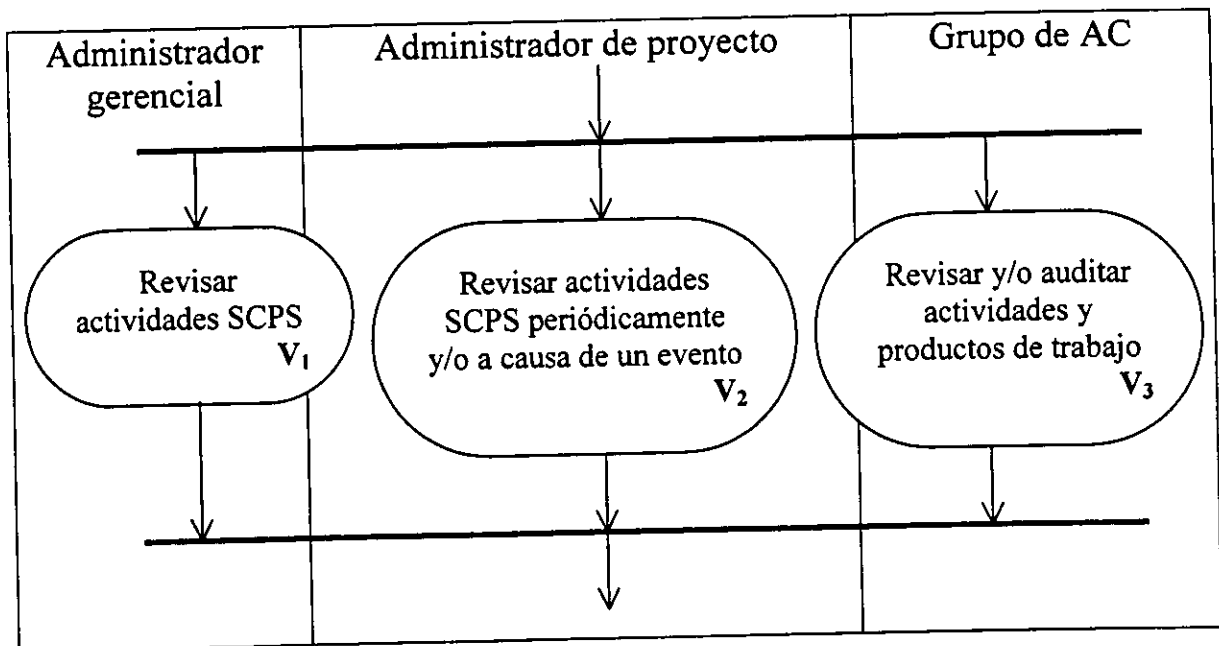 Administrador
gerencial
Administrador de proyecto
Grupo de AC
Revisar
actividades SCPS
V₁
Revisar actividades
SCPS periódicamente
y/o a causa de un evento
V₂
Revisar y/o auditar
actividades y
productos de trabajo
V₃